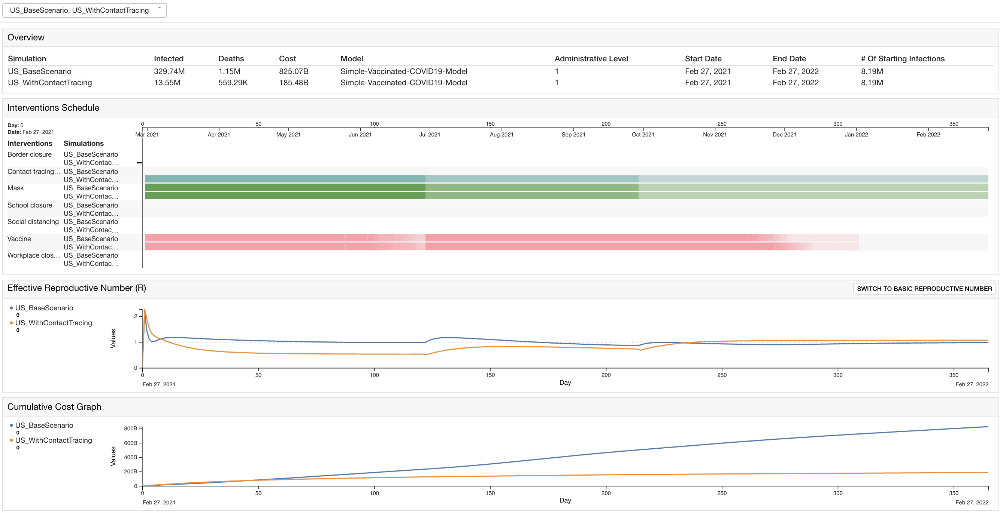 US_BaseScenario, US_WithContactTracing
Overview
Simulation Infected Deaths Cost Model Administrative Level Start Date End Date # Of Starting Infections
US_BaseScenario 329.74M 1.15M 825.07B Simple-Vaccinated-COVID19-Model 1 Feb 27, 2021 Feb 27, 2022 8.19M
US_WithContactTracing 13.55M 559.29K 185.48B Simple-Vaccinated-COVID19-Model 1 Feb 27, 2021 Feb 27, 2022 8.19M
Interventions Schedule
Day: 0 0 50 100 150 200 250 300 350
Date: Feb 27, 2021 Mar 2021 Apr 2021 May 2021 Jun 2021 Jul 2021 Aug 2021 Sep 2021 Oct 2021 Nov 2021 Dec 2021 Jan 2022 Feb 2022
Interventions Simulations
Border closure US_BaseScenario
US_WithContac...
Contact tracing... US_BaseScenario
US_WithContac...
Mask US_BaseScenario
US_WithContac...
School closure US_BaseScenario
US_WithContac...
Social distancing US_BaseScenario
US_WithContac...
Vaccine US_BaseScenario
US_WithContac...
Workplace clos... US_BaseScenario
US_WithContac...
Effective Reproductive Number (R) SWITCH TO BASIC REPRODUCTIVE NUMBER
US_BaseScenario
0
US_WithContactTracing
0
Values
2
1
0
0 50 100 150 200 250 300 350
Day
Feb 27, 2021 Feb 27, 2022
Cumulative Cost Graph
US_BaseScenario
0
US_WithContactTracing
0
Values
800B
600B
400B
200B
0
0 50 100 150 200 250 300 350
Day
Feb 27, 2021 Feb 27, 2022